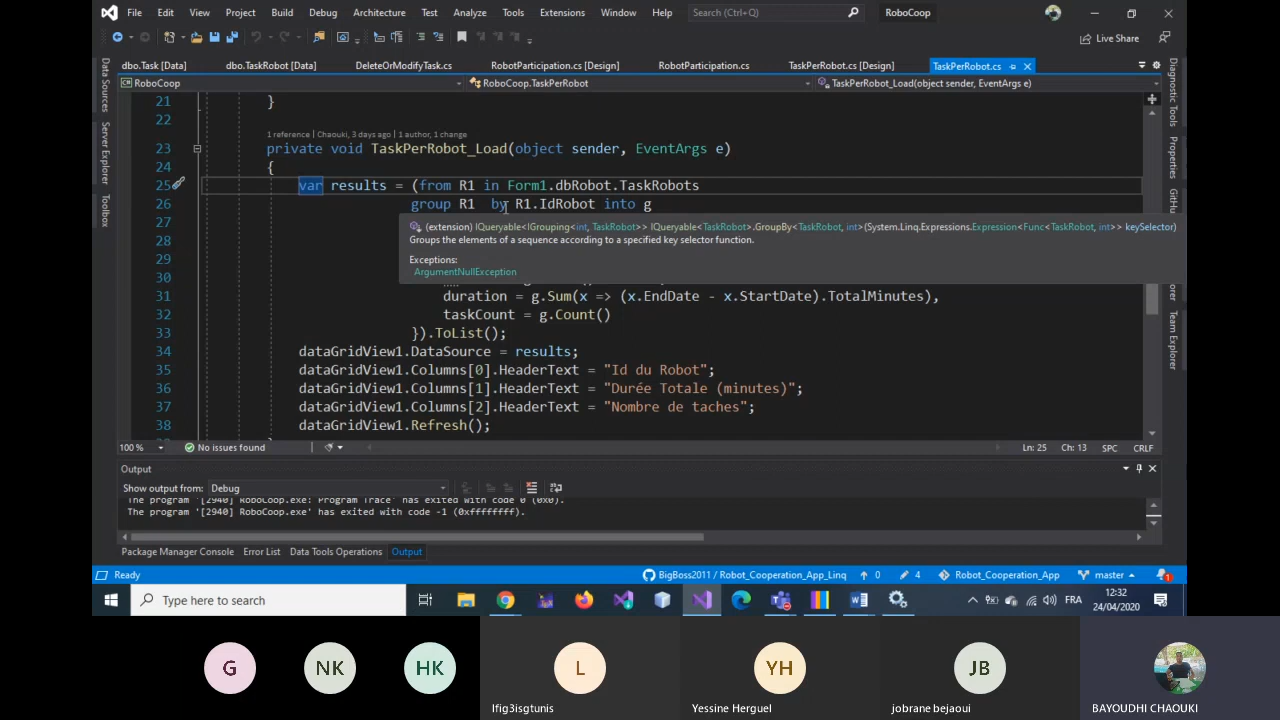 File Edit View Project Build Debug Architecture Test Analyze Tools Extensions Window Help Search (Ctrl+Q) RoboCoop
Live Share
dbo.Task [Data] dbo.TaskRobot [Data] DeleteOrModifyTask.cs RobotParticipation.cs [Design] RobotParticipation.cs TaskPerRobot.cs [Design] TaskPerRobot.cs
RoboCoop RoboCoop.TaskPerRobot TaskPerRobot_Load(object sender, EventArgs e)
Data Sources
Server Explorer
Toolbox
Diagnostic Tools
Properties
Team Explorer
21 }
22
1 reference | Chaouki, 3 days ago | 1 author, 1 change
23 private void TaskPerRobot_Load(object sender, EventArgs e)
24 {
25 var results = (from R1 in Form1.dbRobot.TaskRobots
26 group R1 by R1.IdRobot into g
27
(extension) IQueryable<IGrouping<int, TaskRobot>> IQueryable<TaskRobot>.GroupBy<TaskRobot, int>(System.Linq.Expressions.Expression<Func<TaskRobot, int>> keySelector)
28 Groups the elements of a sequence according to a specified key selector function.
29 Exceptions:
30 ArgumentNullException
31 duration = g.Sum(x => (x.EndDate - x.StartDate).TotalMinutes),
32 taskCount = g.Count()
33 }).ToList();
34 dataGridView1.DataSource = results;
35 dataGridView1.Columns[0].HeaderText = "Id du Robot";
36 dataGridView1.Columns[1].HeaderText = "Durée Totale (minutes)";
37 dataGridView1.Columns[2].HeaderText = "Nombre de taches";
38 dataGridView1.Refresh();
100 % No issues found Ln: 25 Ch: 13 SPC CRLF
Output
Show output from: Debug
The program '[2940] RoboCoop.exe: Program Trace' has exited with code 0 (0x0).
The program '[2940] RoboCoop.exe' has exited with code -1 (0xffffffff).
Package Manager Console Error List Data Tools Operations Output
Ready BigBoss2011 / Robot_Cooperation_App_Linq 0 4 Robot_Cooperation_App master 1
Type here to search FRA 12:32
24/04/2020
G NK HK L YH JB
lfig3isgtunis Yessine Herguel jobrane bejaoui BAYOUDHI CHAOUKI